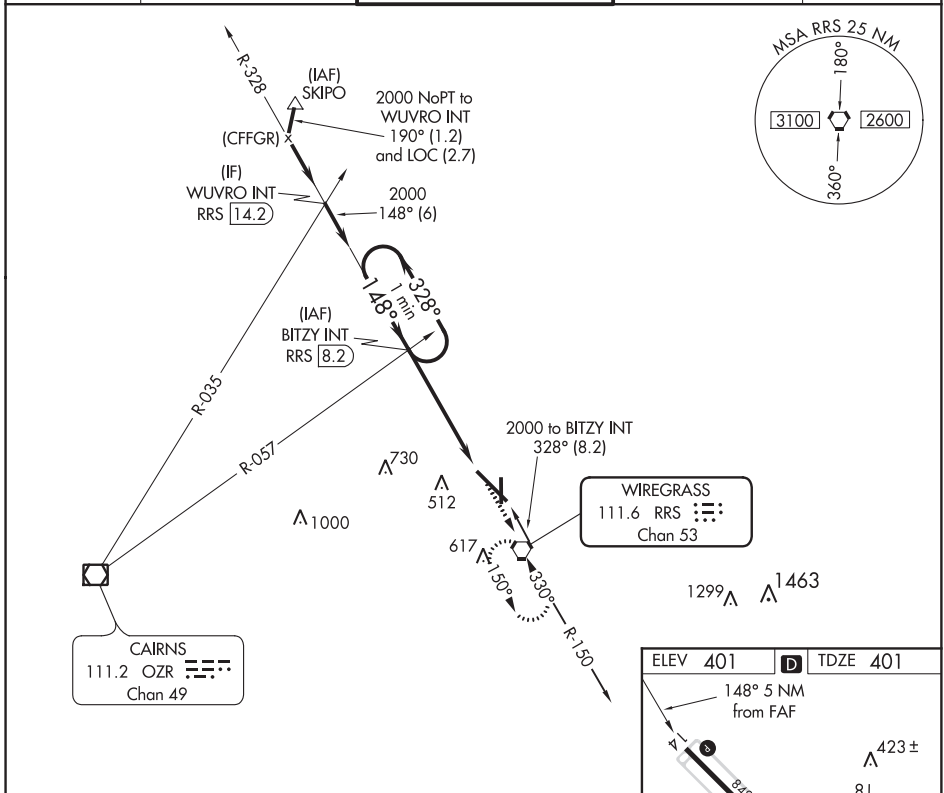 R-328
(IAF)
SKIPO
(CFFGR)
2000 NoPT to
WUVRO INT
190° (1.2)
and LOC (2.7)
MSA RRS 25 NM
180°
3100
2600
360°
(IF)
WUVRO INT
RRS 14.2
2000
148° (6)
328°
1 min
148°
(IAF)
BITZY INT
RRS 8.2
R-035
R-057
2000 to BITZY INT
328° (8.2)
730
512
1000
617
WIREGRASS
111.6 RRS
Chan 53
150°
330°
R-150
1299
1463
CAIRNS
111.2 OZR
Chan 49
ELEV 401
D
TDZE 401
148° 5 NM
from FAF
P
423±